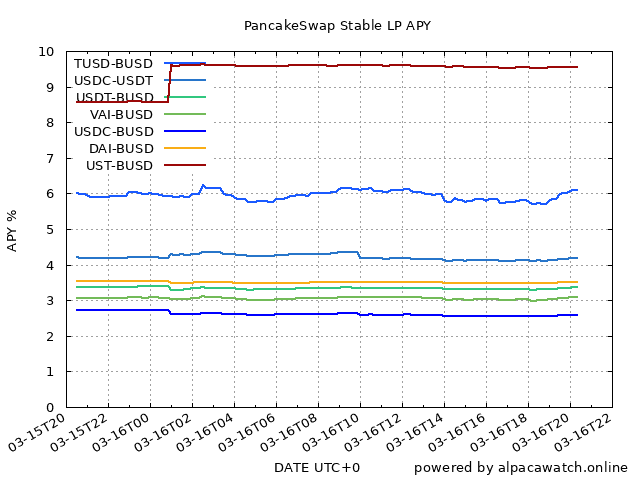 PancakeSwap Stable LP APY
10
9
8
7
6
5
4
3
2
1
0
APY %
TUSD-BUSD
USDC-USDT
USDT-BUSD
VAI-BUSD
USDC-BUSD
DAI-BUSD
UST-BUSD
03-15T20
03-15T22
03-16T00
03-16T02
03-16T04
03-16T06
03-16T08
03-16T10
03-16T12
03-16T14
03-16T16
03-16T18
03-16T20
03-16T22
DATE UTC+0
powered by alpacawatch.online